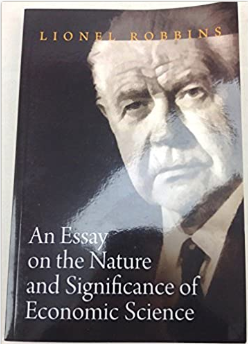 LIONEL ROBBINS
An Essay
on the Nature
and Significance of
Economic Science